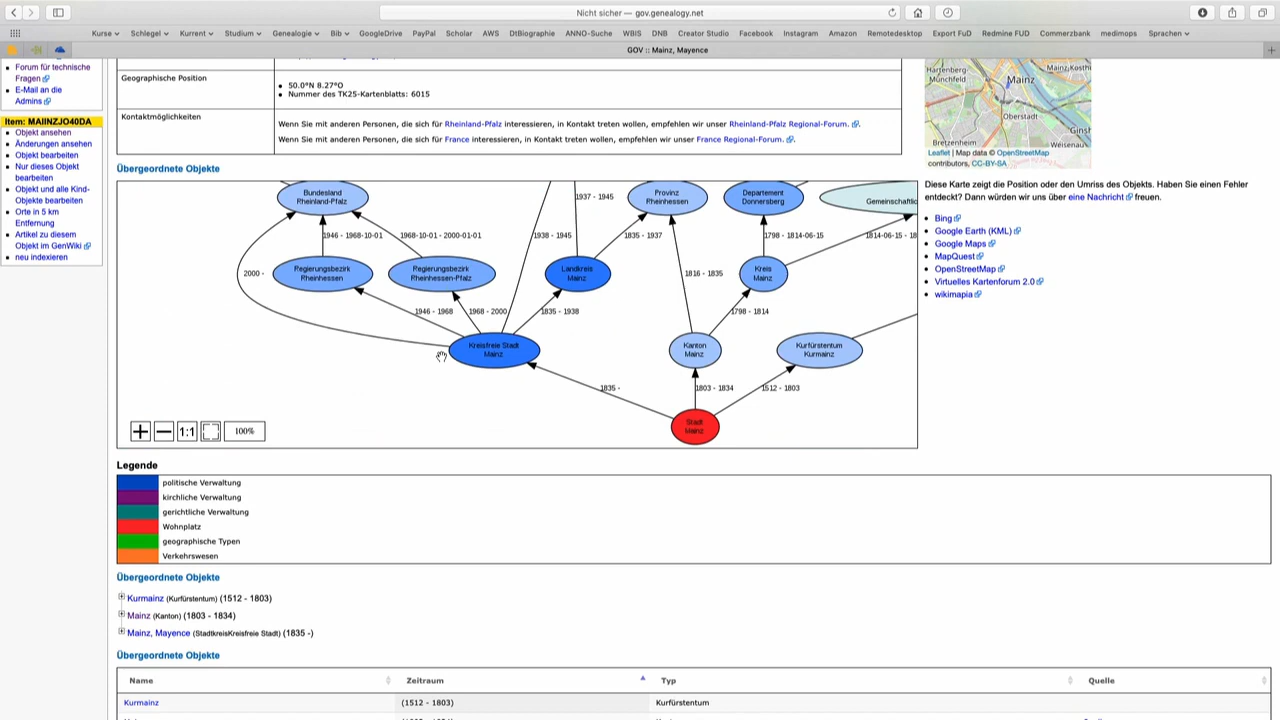 Nicht sicher — gov.genealogy.net
Kurse Schlegel Kurrent Studium Genealogie Bib GoogleDrive PayPal Scholar AWS DtBiographie ANNO-Suche WBIS DNB Creator Studio Facebook Instagram Amazon Remotedesktop Export FuD Redmine FUD Commerzbank medimops Sprachen
GOV :: Mainz, Mayence
Forum für technische
Fragen
E-Mail an die
Admins
Item: MAIINZJO40DA
Objekt ansehen
Änderungen ansehen
Objekt bearbeiten
Nur dieses Objekt
bearbeiten
Objekt und alle Kind-
Objekte bearbeiten
Orte in 5 km
Entfernung
Artikel zu diesem
Objekt im GenWiki
neu indexieren
Geographische Position
50.0°N 8.27°O
Nummer des TK25-Kartenblatts: 6015
Kontaktmöglichkeiten
Wenn Sie mit anderen Personen, die sich für Rheinland-Pfalz interessieren, in Kontakt treten wollen, empfehlen wir unser Rheinland-Pfalz Regional-Forum.
Wenn Sie mit anderen Personen, die sich für France interessieren, in Kontakt treten wollen, empfehlen wir unser France Regional-Forum.
Übergeordnete Objekte
Bundesland
Rheinland-Pfalz
1937 - 1945
Provinz
Rheinhessen
Departement
Donnersberg
Gemeinschaftlic
1946 - 1968-10-01
1968-10-01 - 2000-01-01
1938 - 1945
1835 - 1937
1798 - 1814-06-15
1814-06-15 - 18
2000 -
Regierungsbezirk
Rheinhessen
Regierungsbezirk
Rheinhessen-Pfalz
Landkreis
Mainz
1816 - 1835
Kreis
Mainz
1946 - 1968
1968 - 2000
1835 - 1938
1798 - 1814
Kreisfreie Stadt
Mainz
Kanton
Mainz
Kurfürstentum
Kurmainz
1835 -
1803 - 1834
1512 - 1803
Stadt
Mainz
1:1
100%
Hartenberg
Münchfeld
Mainz
Mainz-Kosthe
Oberstadt
Ginsh
Bretzenheim
Weisenau
Leaflet | Map data © OpenStreetMap
contributors, CC-BY-SA
Diese Karte zeigt die Position oder den Umriss des Objekts. Haben Sie einen Fehler
entdeckt? Dann würden wir uns über eine Nachricht freuen.
Bing
Google Earth (KML)
Google Maps
MapQuest
OpenStreetMap
Virtuelles Kartenforum 2.0
wikimapia
Legende
politische Verwaltung
kirchliche Verwaltung
gerichtliche Verwaltung
Wohnplatz
geographische Typen
Verkehrswesen
Übergeordnete Objekte
Kurmainz (Kurfürstentum) (1512 - 1803)
Mainz (Kanton) (1803 - 1834)
Mainz, Mayence (StadtkreisKreisfreie Stadt) (1835 -)
Übergeordnete Objekte
Name Zeitraum Typ Quelle
Kurmainz (1512 - 1803) Kurfürstentum